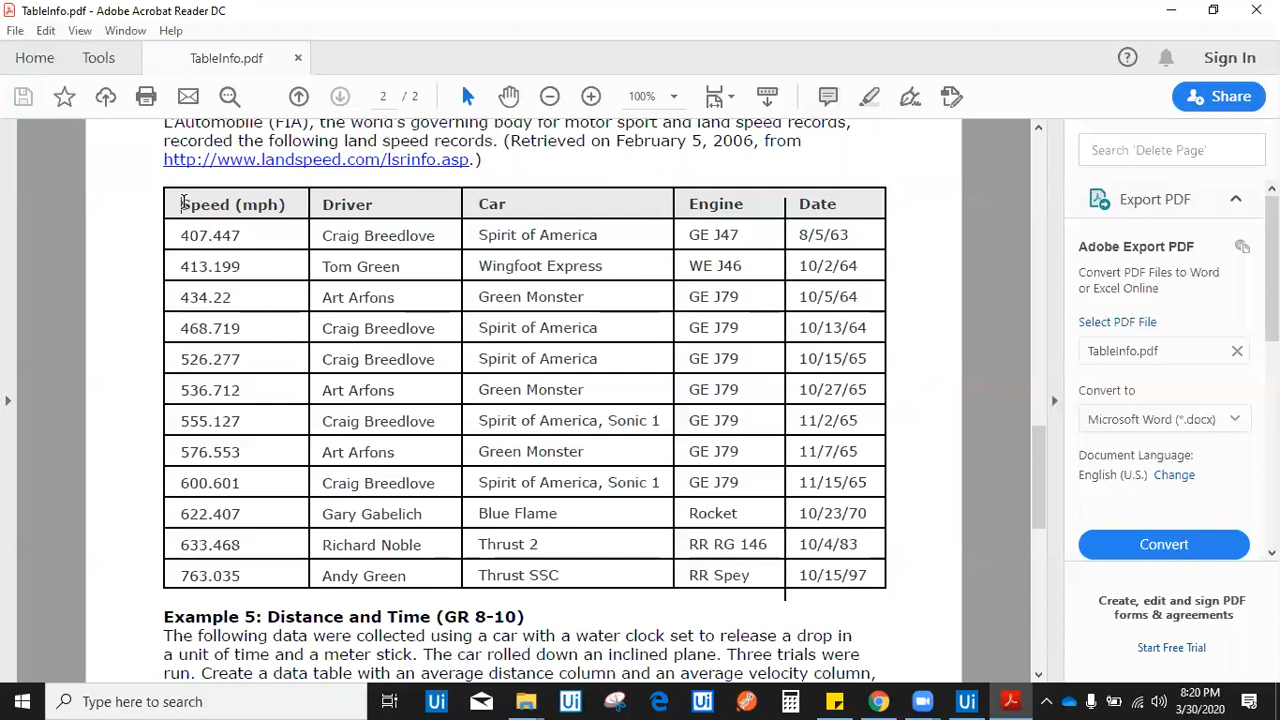 TableInfo.pdf - Adobe Acrobat Reader DC
File Edit View Window Help
Home Tools TableInfo.pdf × Sign In
2 / 2 100% Share
L'Automobile (FIA), the world's governing body for motor sport and land speed records,
recorded the following land speed records. (Retrieved on February 5, 2006, from
http://www.landspeed.com/lsrinfo.asp.)
Speed (mph) Driver Car Engine Date
407.447 Craig Breedlove Spirit of America GE J47 8/5/63
413.199 Tom Green Wingfoot Express WE J46 10/2/64
434.22 Art Arfons Green Monster GE J79 10/5/64
468.719 Craig Breedlove Spirit of America GE J79 10/13/64
526.277 Craig Breedlove Spirit of America GE J79 10/15/65
536.712 Art Arfons Green Monster GE J79 10/27/65
555.127 Craig Breedlove Spirit of America, Sonic 1 GE J79 11/2/65
576.553 Art Arfons Green Monster GE J79 11/7/65
600.601 Craig Breedlove Spirit of America, Sonic 1 GE J79 11/15/65
622.407 Gary Gabelich Blue Flame Rocket 10/23/70
633.468 Richard Noble Thrust 2 RR RG 146 10/4/83
763.035 Andy Green Thrust SSC RR Spey 10/15/97
Example 5: Distance and Time (GR 8-10)
The following data were collected using a car with a water clock set to release a drop in
a unit of time and a meter stick. The car rolled down an inclined plane. Three trials were
run. Create a data table with an average distance column and an average velocity column,
Search 'Delete Page'
Export PDF
Adobe Export PDF
Convert PDF Files to Word
or Excel Online
Select PDF File
TableInfo.pdf
Convert to
Microsoft Word (*.docx)
Document Language:
English (U.S.) Change
Convert
Create, edit and sign PDF
forms & agreements
Start Free Trial
Type here to search
Ui Ui Ui Ui
8:20 PM
3/30/2020